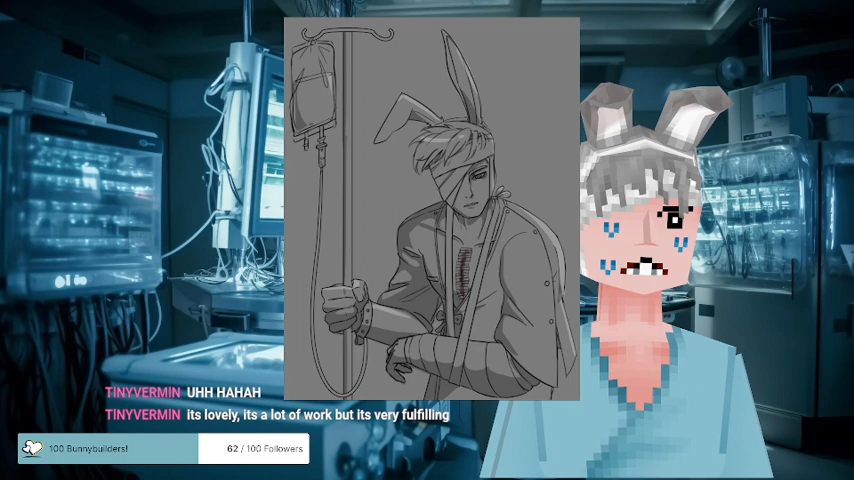 TINYVERMIN UHH HAHAH
TINYVERMIN its lovely, its a lot of work but its very fulfilling
100 Bunnybuilders! 62 / 100 Followers